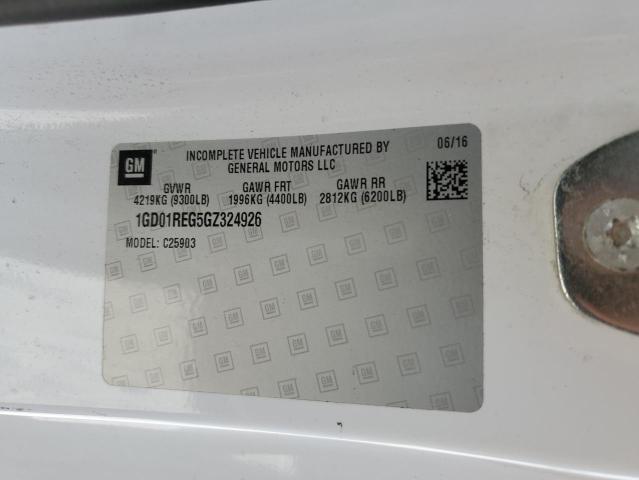 GM
INCOMPLETE VEHICLE MANUFACTURED BY
GENERAL MOTORS LLC
06/16
GVWR GAWR FRT GAWR RR
4219KG (9300LB) 1996KG (4400LB) 2812KG (6200LB)
1GD01REG5GZ324926
MODEL: C25903